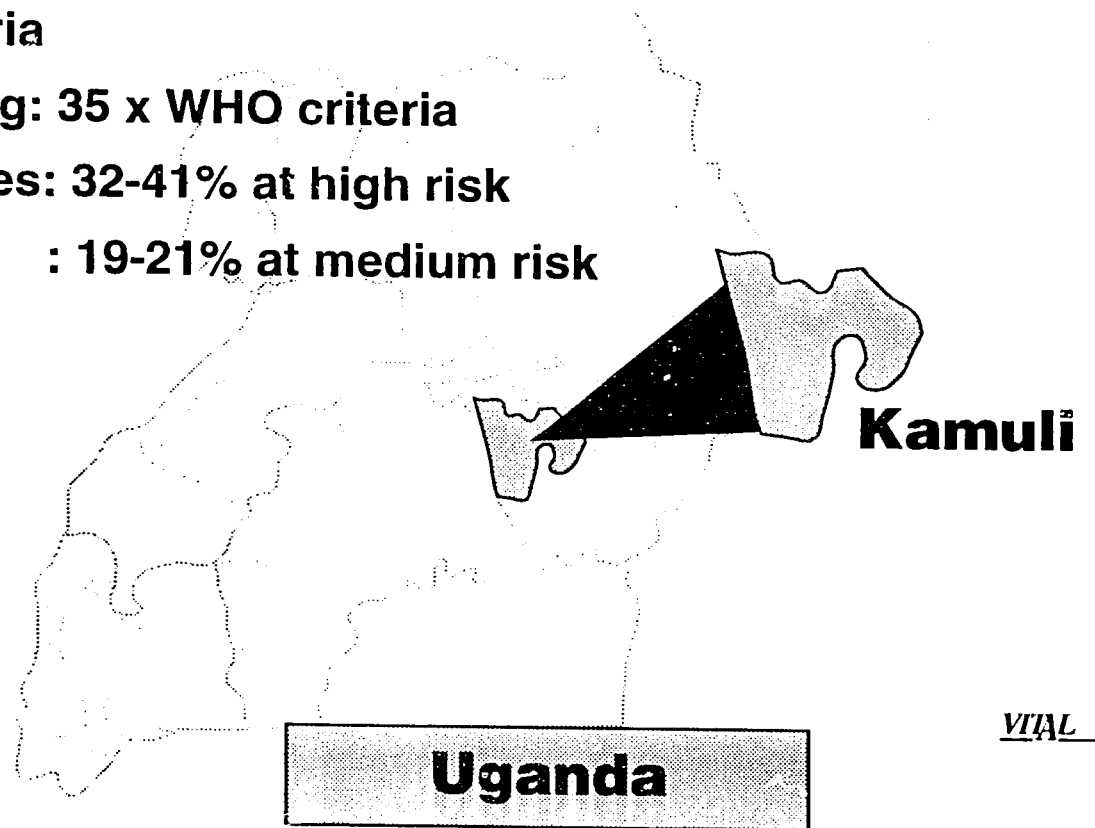 ria
g: 35 x WHO criteria
es: 32-41% at high risk
: 19-21% at medium risk
Kamuli
VITAL
Uganda